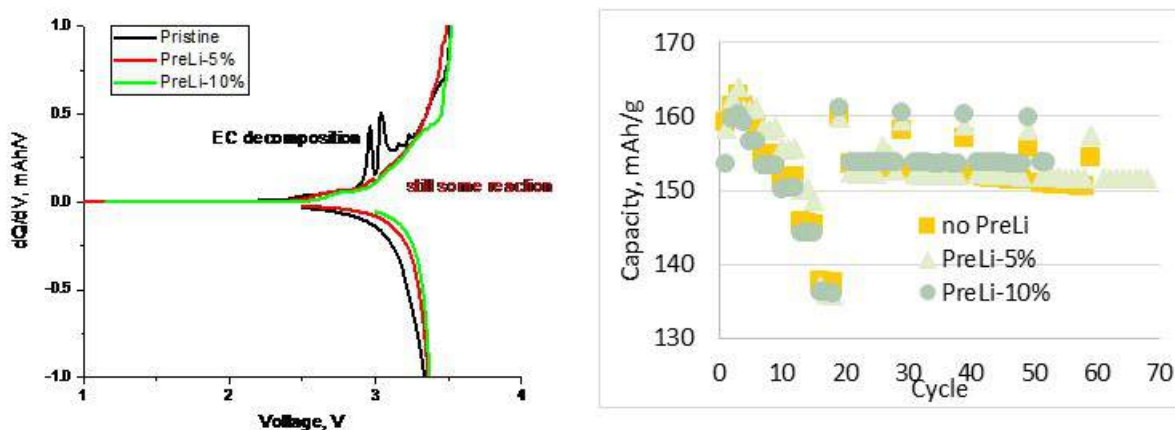 1.0
Pristine
PreLi-5%
PreLi-10%
0.5
EC decomposition
still some reaction
0.0
-0.5
-1.0
dQ/dV, mAh/V
1 2 3 4
Voltage, V
170
160
150
140
130
Capacity, mAh/g
no PreLi
PreLi-5%
PreLi-10%
0 10 20 30 40 50 60 70
Cycle